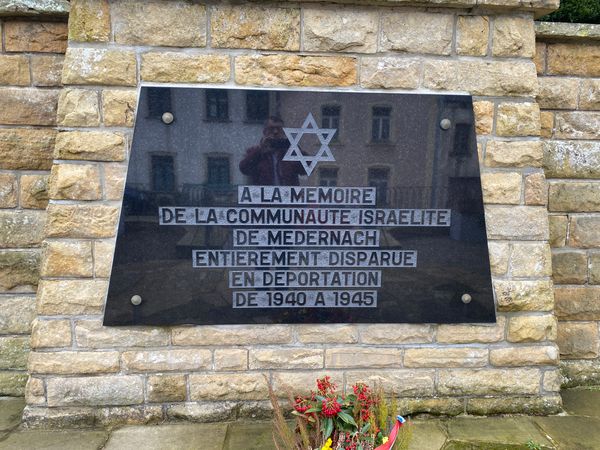 A LA MEMOIRE
DE LA COMMUNAUTE ISRAELITE
DE MEDERNACH
ENTIEREMENT DISPARUE
EN DEPORTATION
DE 1940 A 1945